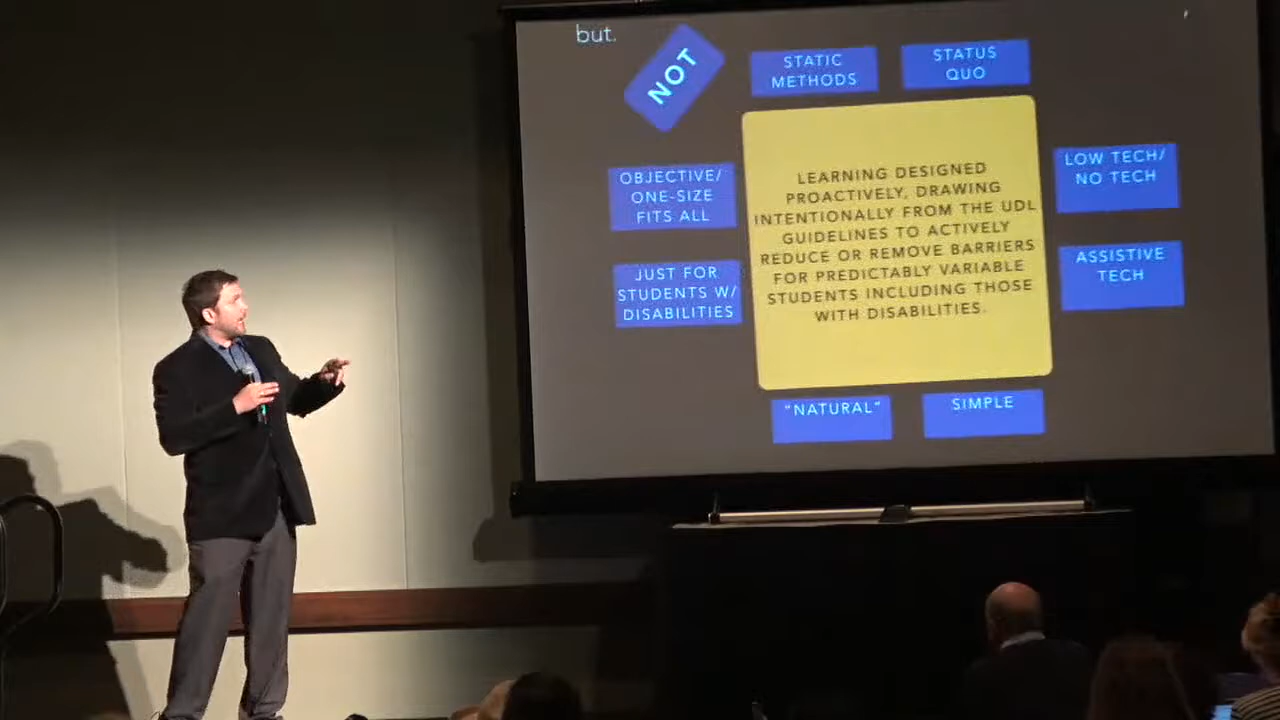 but.
NOT
STATIC
METHODS
STATUS
QUO
OBJECTIVE/
ONE-SIZE
FITS ALL
JUST FOR
STUDENTS W/
DISABILITIES
LEARNING DESIGNED
PROACTIVELY, DRAWING
INTENTIONALLY FROM THE UDL
GUIDELINES TO ACTIVELY
REDUCE OR REMOVE BARRIERS
FOR PREDICTABLY VARIABLE
STUDENTS INCLUDING THOSE
WITH DISABILITIES.
LOW TECH/
NO TECH
ASSISTIVE
TECH
"NATURAL"
SIMPLE